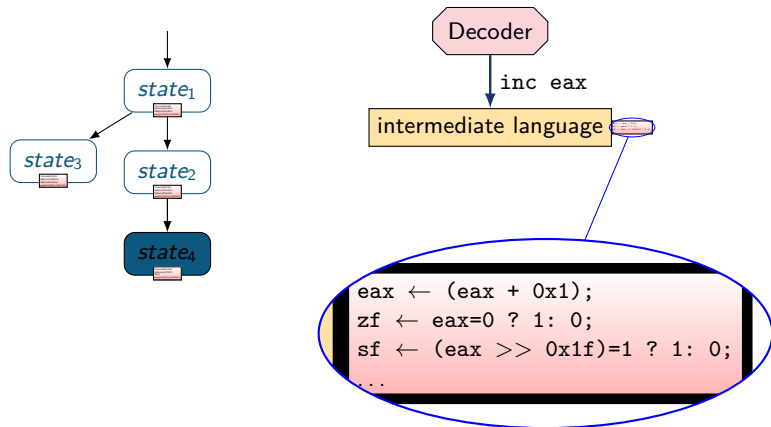 Decoder
inc eax
intermediate language
state₁
state₃
state₂
state₄
eax ← (eax + 0x1);
zf ← eax=0 ? 1: 0;
sf ← (eax >> 0x1f)=1 ? 1: 0;
...